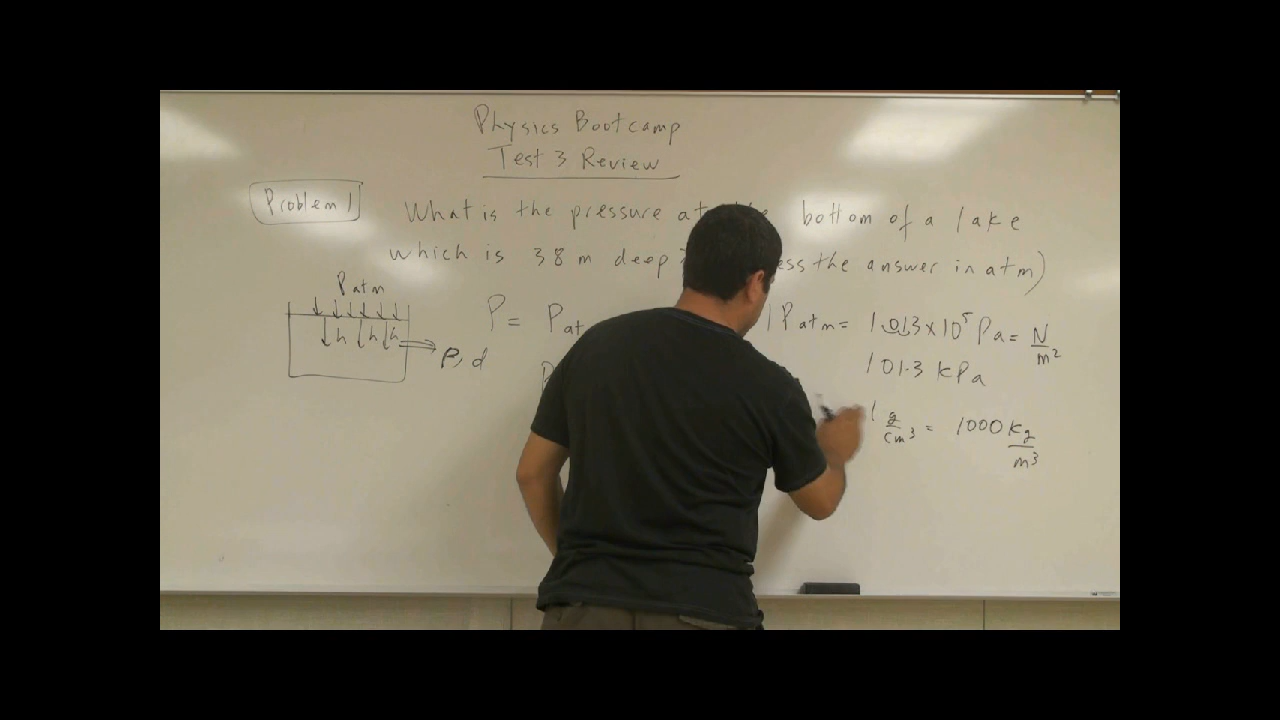 Physics Bootcamp
Test 3 Review
Problem 1
What is the pressure at the bottom of a lake
which is 38 m deep the answer in atm)
Patm
h h h
P, d
P = Pat
1 Patm = 1.013 x 10⁵ Pa = N/m²
101.3 kPa
1 g/cm³ = 1000 kg/m³